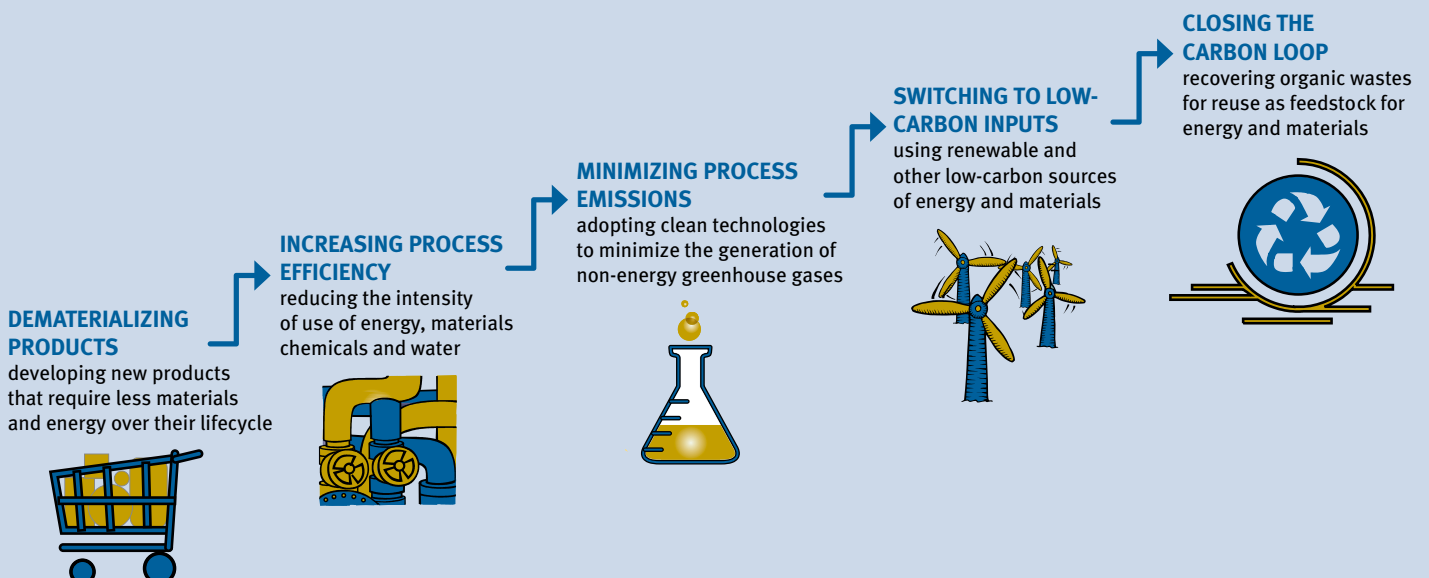 DEMATERIALIZING
PRODUCTS
developing new products
that require less materials
and energy over their lifecycle
INCREASING PROCESS
EFFICIENCY
reducing the intensity
of use of energy, materials
chemicals and water
MINIMIZING PROCESS
EMISSIONS
adopting clean technologies
to minimize the generation of
non-energy greenhouse gases
SWITCHING TO LOW-
CARBON INPUTS
using renewable and
other low-carbon sources
of energy and materials
CLOSING THE
CARBON LOOP
recovering organic wastes
for reuse as feedstock for
energy and materials